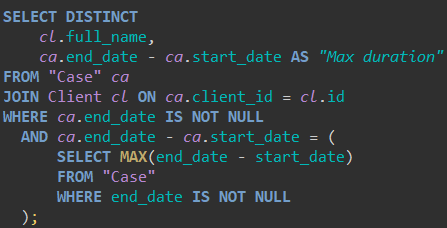 SELECT DISTINCT
    cl.full_name,
    ca.end_date - ca.start_date AS "Max duration"
FROM "Case" ca
JOIN Client cl ON ca.client_id = cl.id
WHERE ca.end_date IS NOT NULL
  AND ca.end_date - ca.start_date = (
      SELECT MAX(end_date - start_date)
      FROM "Case"
      WHERE end_date IS NOT NULL
  );